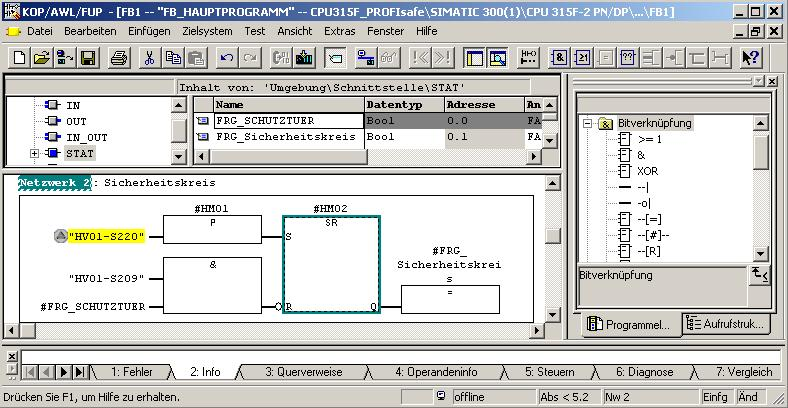 KOP/AWL/FUP - [FB1 -- "FB_HAUPTPROGRAMM" -- CPU315F_PROFIsafe\SIMATIC 300(1)\CPU 315F-2 PN/DP\...\FB1]
Datei Bearbeiten Einfügen Zielsystem Test Ansicht Extras Fenster Hilfe
!<< >>! & ≥1 ?? ?
Inhalt von: 'Umgebung\Schnittstelle\STAT'
IN
OUT
IN_OUT
STAT
Name Datentyp Adresse An
FRG_SCHUTZTUER Bool 0.0 FA
FRG_Sicherheitskreis Bool 0.1 FA
Netzwerk 2: Sicherheitskreis
#HM01 #HM02
P SR
"HV01-S220" S
#FRG_
Sicherheitskrei
s
&
"HV01-S209"
=
#FRG_SCHUTZTUER R Q
Bitverknüpfung
>= 1
&
XOR
--|
-o|
--[=]
--[#]--
--[R]
Bitverknüpfung
Programmel... Aufrufstruk...
1: Fehler 2: Info 3: Querverweise 4: Operandeninfo 5: Steuern 6: Diagnose 7: Vergleich
Drücken Sie F1, um Hilfe zu erhalten. offline Abs < 5.2 Nw 2 Einfg Änd